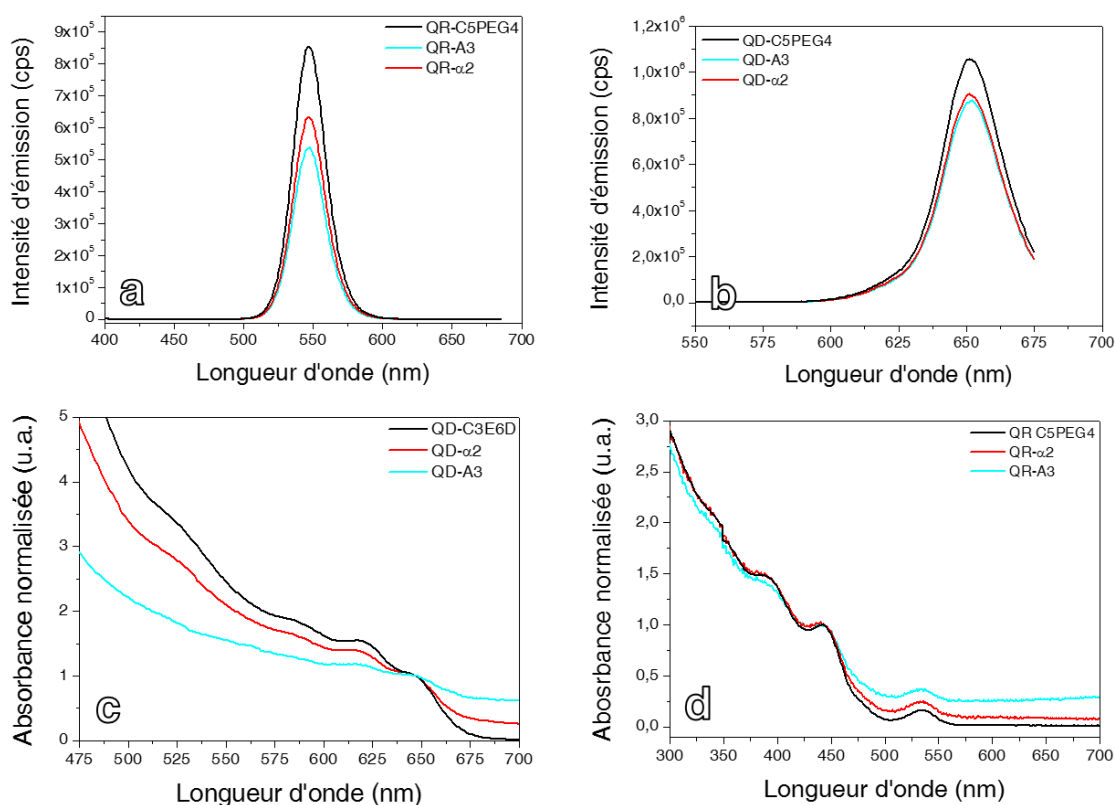 9x10⁵
8x10⁵
7x10⁵
6x10⁵
5x10⁵
4x10⁵
3x10⁵
2x10⁵
1x10⁵
0
Intensité d'émission (cps)
QR-C5PEG4
QR-A3
QR-α2
a
400 450 500 550 600 650 700
Longueur d'onde (nm)
1,2x10⁶
1,0x10⁶
8,0x10⁵
6,0x10⁵
4,0x10⁵
2,0x10⁵
0,0
Intensité d'émission (cps)
QD-C5PEG4
QD-A3
QD-α2
b
550 575 600 625 650 675 700
Longueur d'onde (nm)
5
4
3
2
1
0
Absorbance normalisée (u.a.)
QD-C3E6D
QD-α2
QD-A3
c
475 500 525 550 575 600 625 650 675 700
Longueur d'onde (nm)
3,0
2,5
2,0
1,5
1,0
0,5
0,0
Abosrbance normalisée (u.a.)
QR C5PEG4
QR-α2
QR-A3
d
300 350 400 450 500 550 600 650 700
Longueur d'onde (nm)